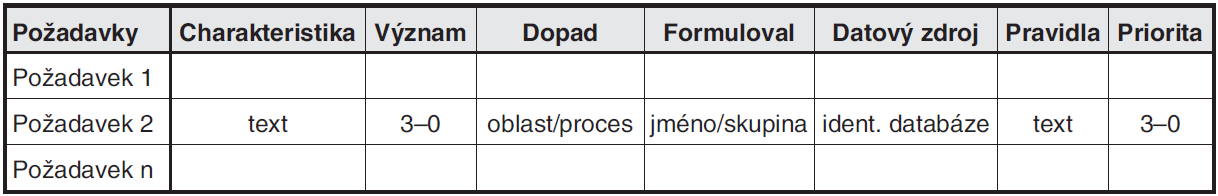 Požadavky Charakteristika Význam Dopad Formuloval Datový zdroj Pravidla Priorita
Požadavek 1
Požadavek 2 text 3–0 oblast/proces jméno/skupina ident. databáze text 3–0
Požadavek n